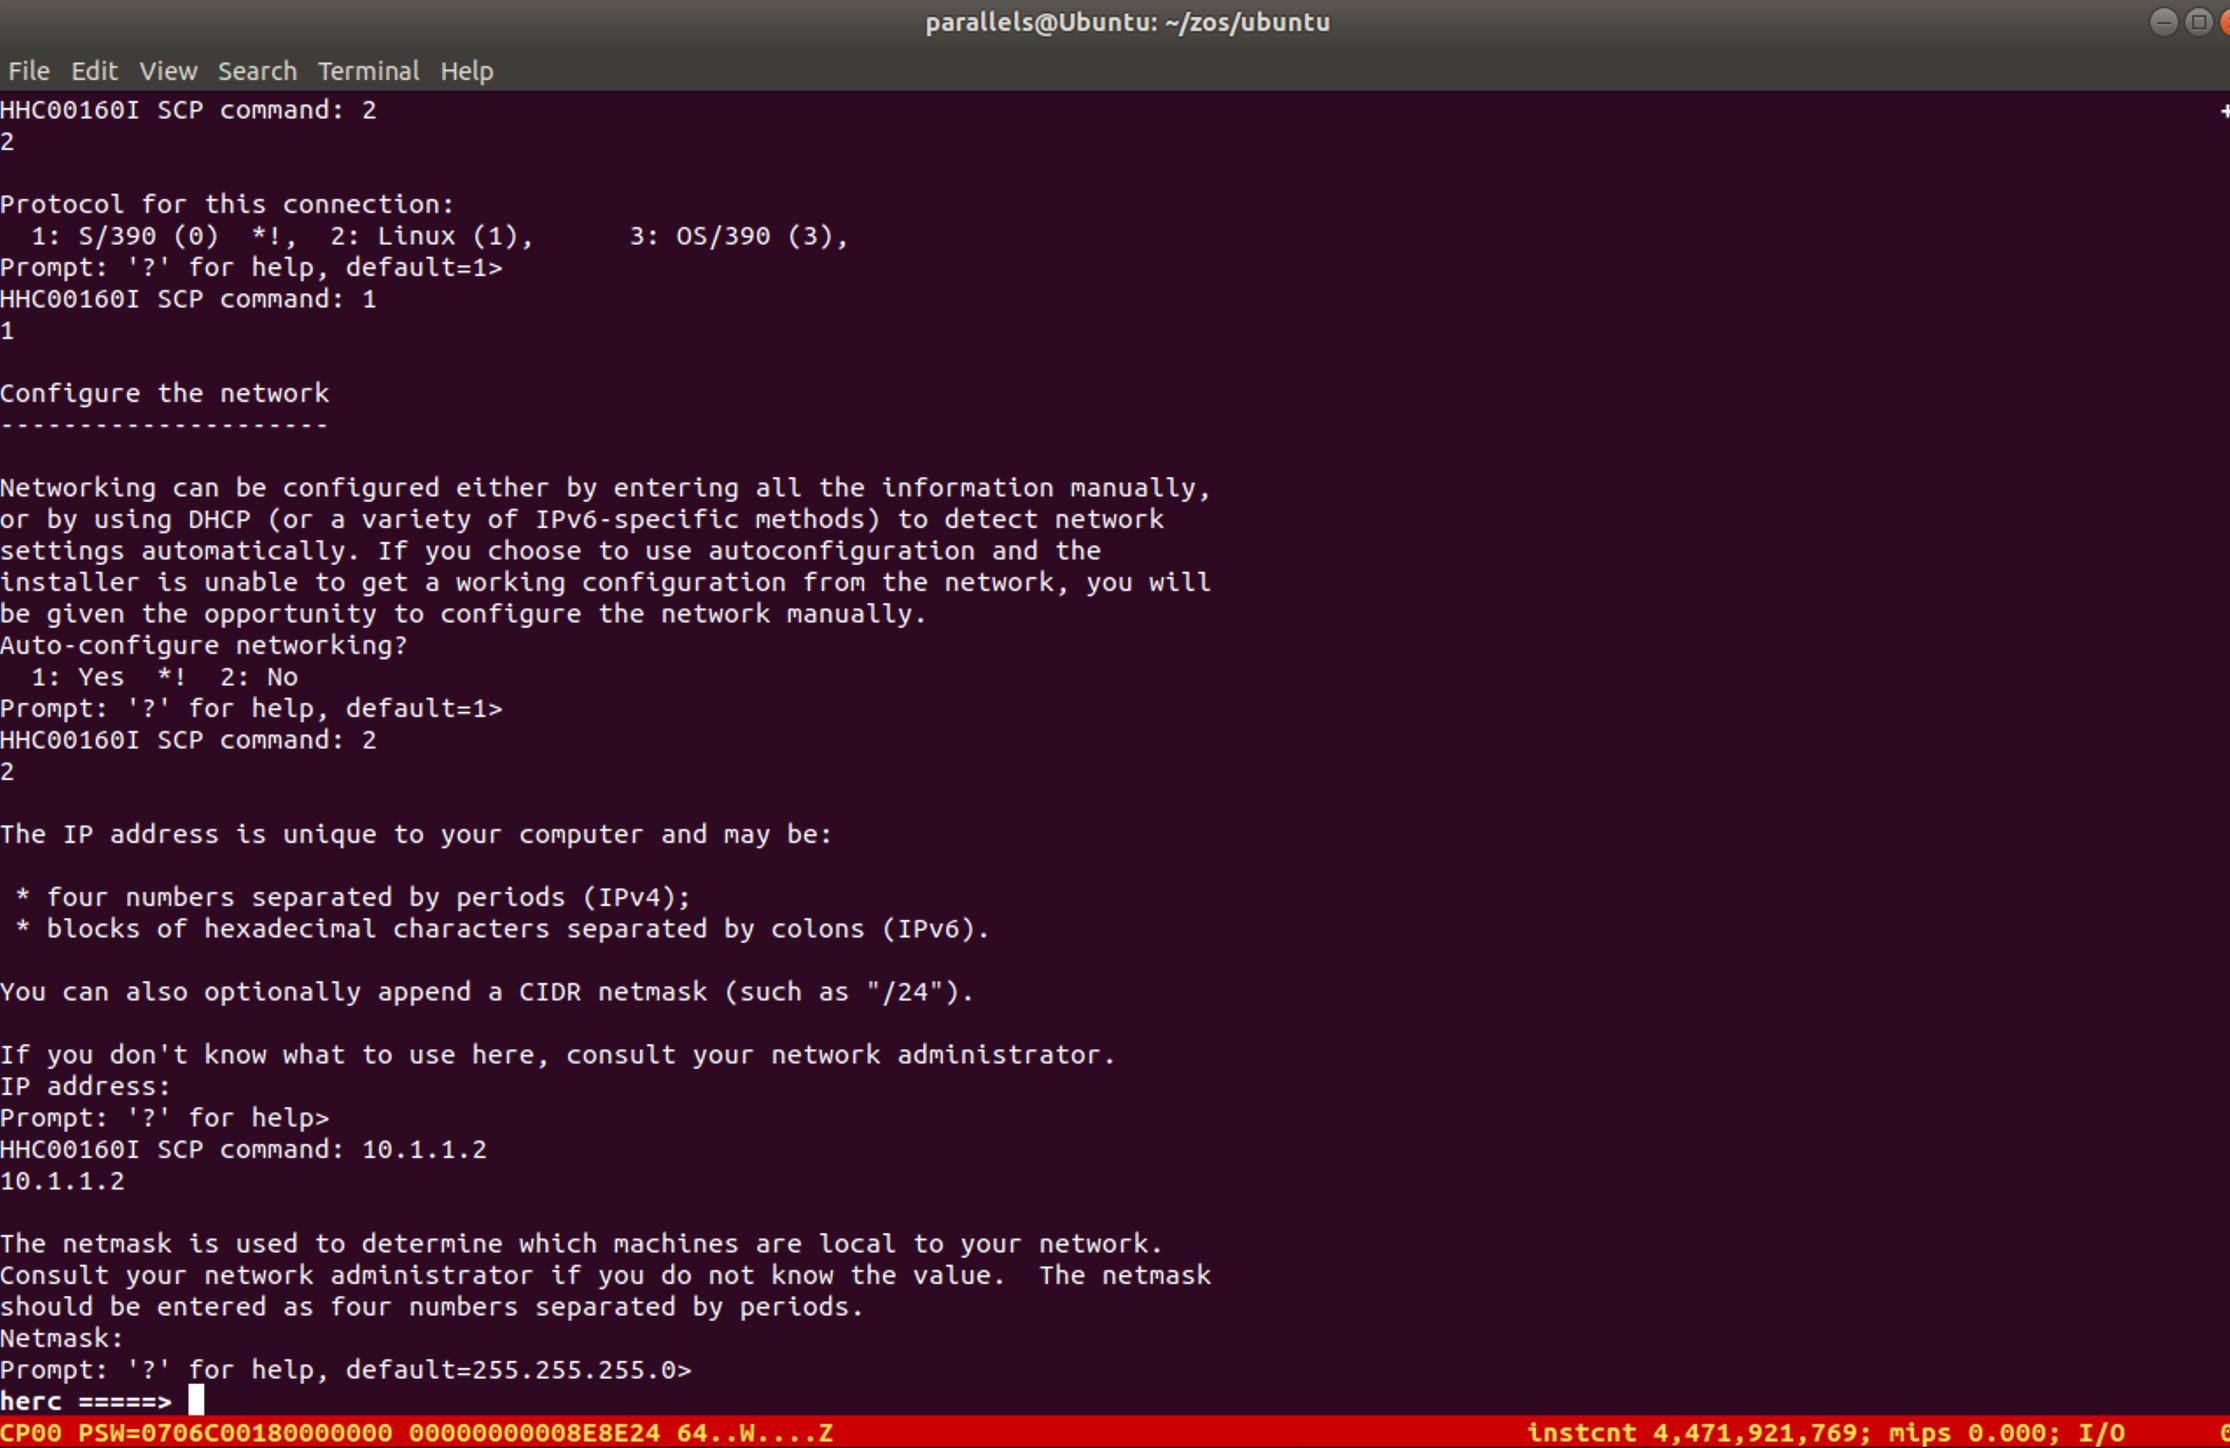 parallels@Ubuntu: ~/zos/ubuntu
File Edit View Search Terminal Help
HHC00160I SCP command: 2 +
2
Protocol for this connection:
  1: S/390 (0)  *!,  2: Linux (1),      3: OS/390 (3),
Prompt: '?' for help, default=1>
HHC00160I SCP command: 1
1
Configure the network
---------------------
Networking can be configured either by entering all the information manually,
or by using DHCP (or a variety of IPv6-specific methods) to detect network
settings automatically. If you choose to use autoconfiguration and the
installer is unable to get a working configuration from the network, you will
be given the opportunity to configure the network manually.
Auto-configure networking?
  1: Yes  *!  2: No
Prompt: '?' for help, default=1>
HHC00160I SCP command: 2
2
The IP address is unique to your computer and may be:
 * four numbers separated by periods (IPv4);
 * blocks of hexadecimal characters separated by colons (IPv6).
You can also optionally append a CIDR netmask (such as "/24").
If you don't know what to use here, consult your network administrator.
IP address:
Prompt: '?' for help>
HHC00160I SCP command: 10.1.1.2
10.1.1.2
The netmask is used to determine which machines are local to your network.
Consult your network administrator if you do not know the value.  The netmask
should be entered as four numbers separated by periods.
Netmask:
Prompt: '?' for help, default=255.255.255.0>
herc =====>
CP00 PSW=0706C00180000000 00000000008E8E24 64..W....Z instcnt 4,471,921,769; mips 0.000; I/O